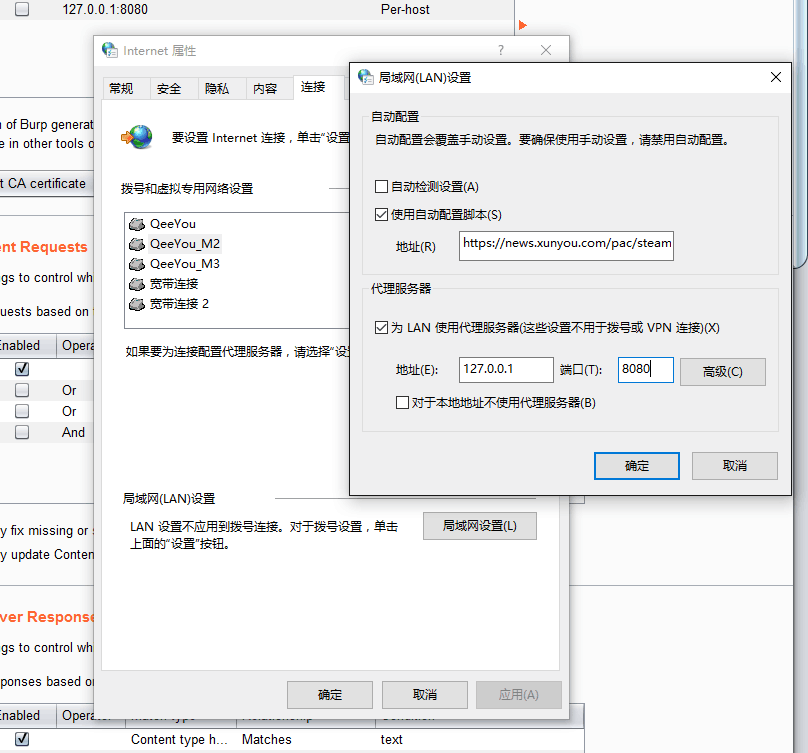 127.0.0.1:8080 Per-host
Internet 属性
常规 安全 隐私 内容 连接
要设置 Internet 连接，单击“设置
拨号和虚拟专用网络设置
QeeYou
QeeYou_M2
QeeYou_M3
宽带连接
宽带连接 2
如果要为连接配置代理服务器，请选择“设
局域网(LAN)设置
LAN 设置不应用到拨号连接。对于拨号设置，单击
上面的“设置”按钮。
局域网设置(L)
确定 取消 应用(A)
局域网(LAN)设置
自动配置
自动配置会覆盖手动设置。要确保使用手动设置，请禁用自动配置。
自动检测设置(A)
使用自动配置脚本(S)
地址(R) https://news.xunyou.com/pac/steam
代理服务器
为 LAN 使用代理服务器(这些设置不用于拨号或 VPN 连接)(X)
地址(E): 127.0.0.1 端口(T): 8080 高级(C)
对于本地地址不使用代理服务器(B)
确定 取消
of Burp generat
e in other tools o
t CA certificate
ent Requests
gs to control wh
uests based on
Enabled Opera
Or
Or
And
y fix missing or s
y update Conten
ver Response
gs to control wh
ponses based o
Enabled Operator Match type Relationship Condition
Content type h... Matches text